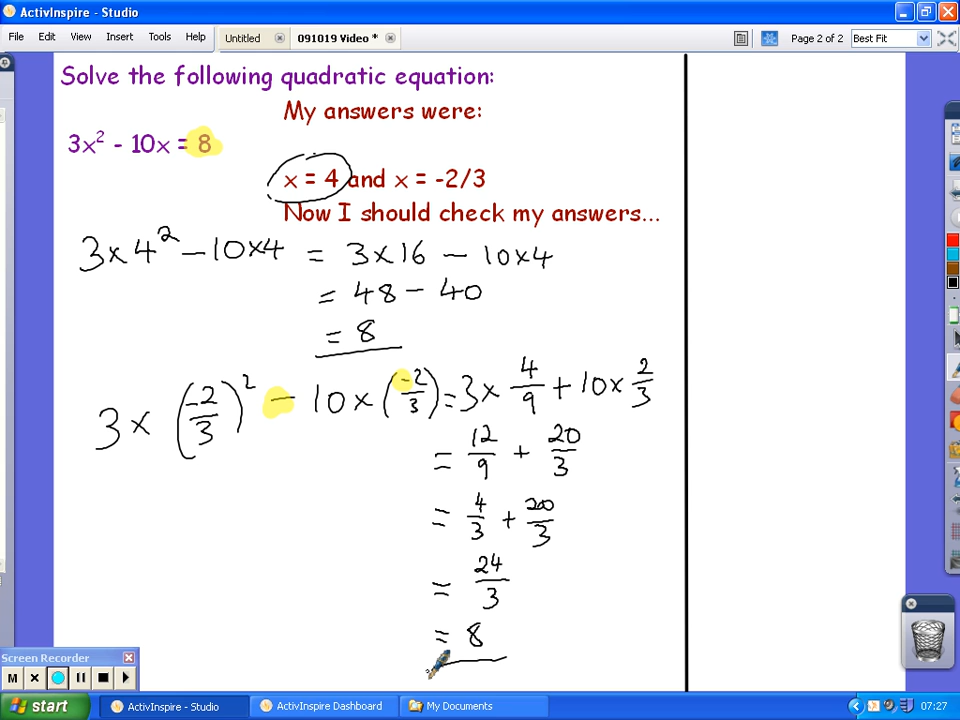 ActivInspire - Studio
File Edit View Insert Tools Help Untitled 091019 Video * Page 2 of 2 Best Fit
Solve the following quadratic equation:
My answers were:
3x² - 10x = 8
x = 4 and x = -2/3
Now I should check my answers...
3 x 4² - 10x4 = 3 x 16 - 10x4
= 48 - 40
= 8
3 x (-2/3)² - 10 x (-2/3) = 3 x 4/9 + 10 x 2/3
= 12/9 + 20/3
= 4/3 + 20/3
= 24/3
= 8
Screen Recorder
M
start ActivInspire - Studio ActivInspire Dashboard My Documents 07:27